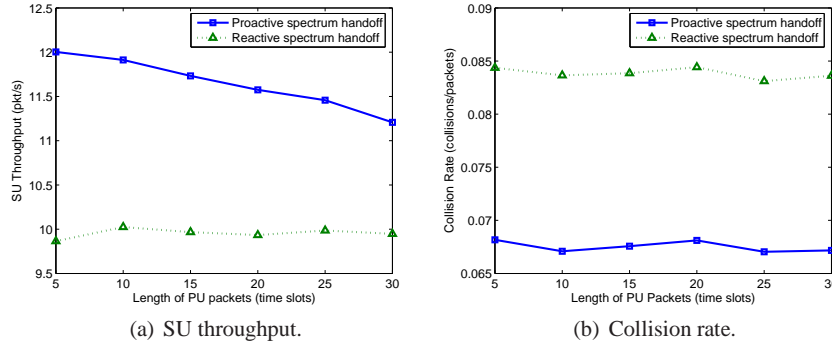 12.5
12
11.5
11
10.5
10
9.5
5
10
15
20
25
30
SU Throughput (pkt/s)
Length of PU packets (time slots)
Proactive spectrum handoff
Reactive spectrum handoff
(a) SU throughput.
0.09
0.085
0.08
0.075
0.07
0.065
5
10
15
20
25
30
Collision Rate (collisions/packets)
Length of PU Packets (time slots)
Proactive spectrum handoff
Reactive spectrum handoff
(b) Collision rate.